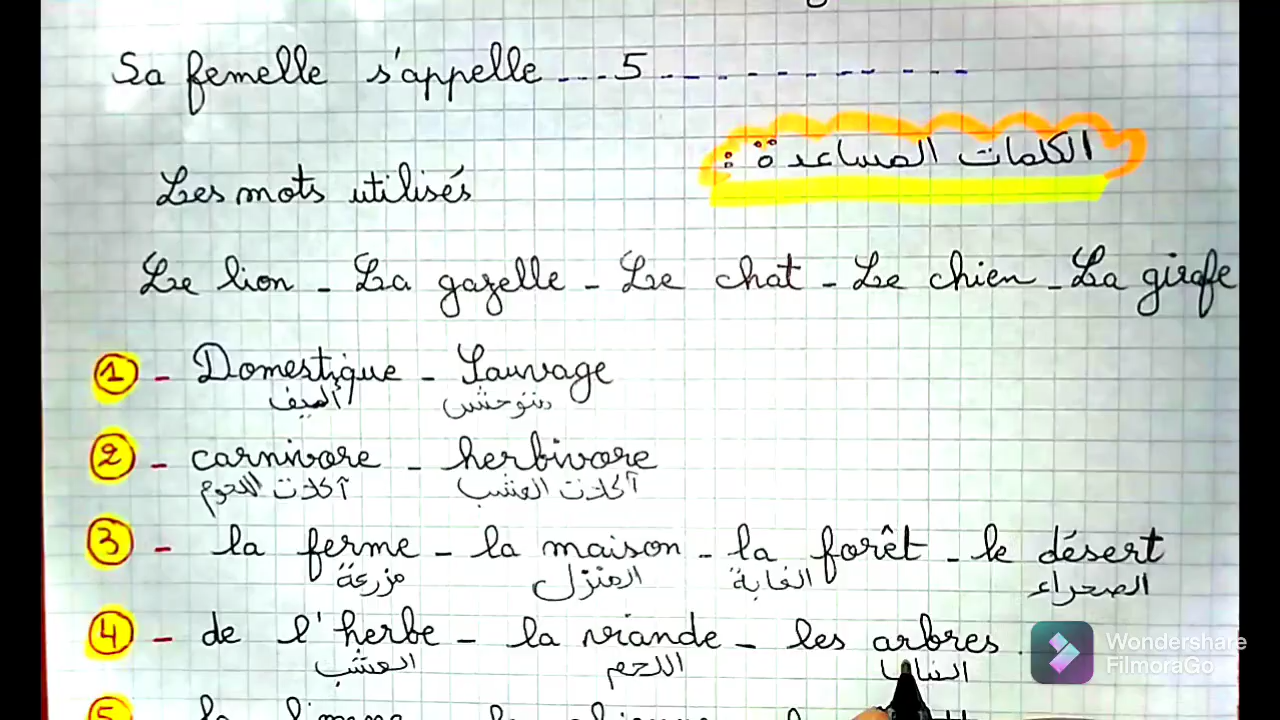 Sa femelle s'appelle ... 5 ............
الكلمات المساعدة :
Les mots utilisés
Le lion - La gazelle - Le chat - Le chien - La girafe
1 - Domestique - Sauvage
أليف متوحش
2 - carnivore - herbivore
آكلات اللحوم آكلات العشب
3 - la ferme - la maison - la forêt - le désert
مزرعة المنزل الغابة الصحراء
4 - de l'herbe - la viande - les arbres
العشب اللحم
Wondershare
FilmoraGo
5